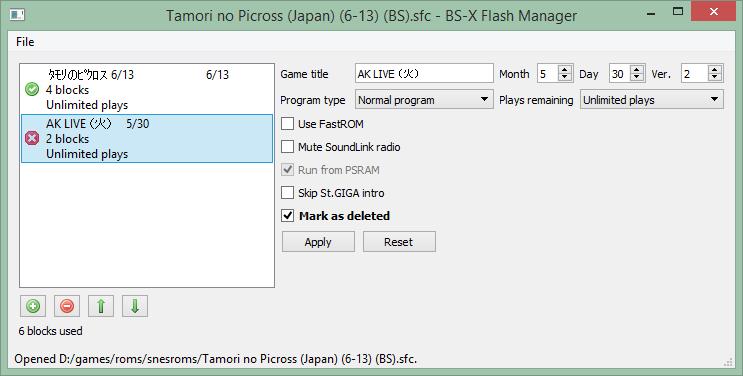 Tamori no Picross (Japan) (6-13) (BS).sfc - BS-X Flash Manager
File
ﾀﾓﾘのﾋﾟｸﾛｽ 6/13 6/13
4 blocks
Unlimited plays
AK LIVE (火) 5/30
2 blocks
Unlimited plays
Game title AK LIVE (火) Month 5 Day 30 Ver. 2
Program type Normal program Plays remaining Unlimited plays
Use FastROM
Mute SoundLink radio
Run from PSRAM
Skip St.GIGA intro
Mark as deleted
Apply Reset
6 blocks used
Opened D:/games/roms/snesroms/Tamori no Picross (Japan) (6-13) (BS).sfc.